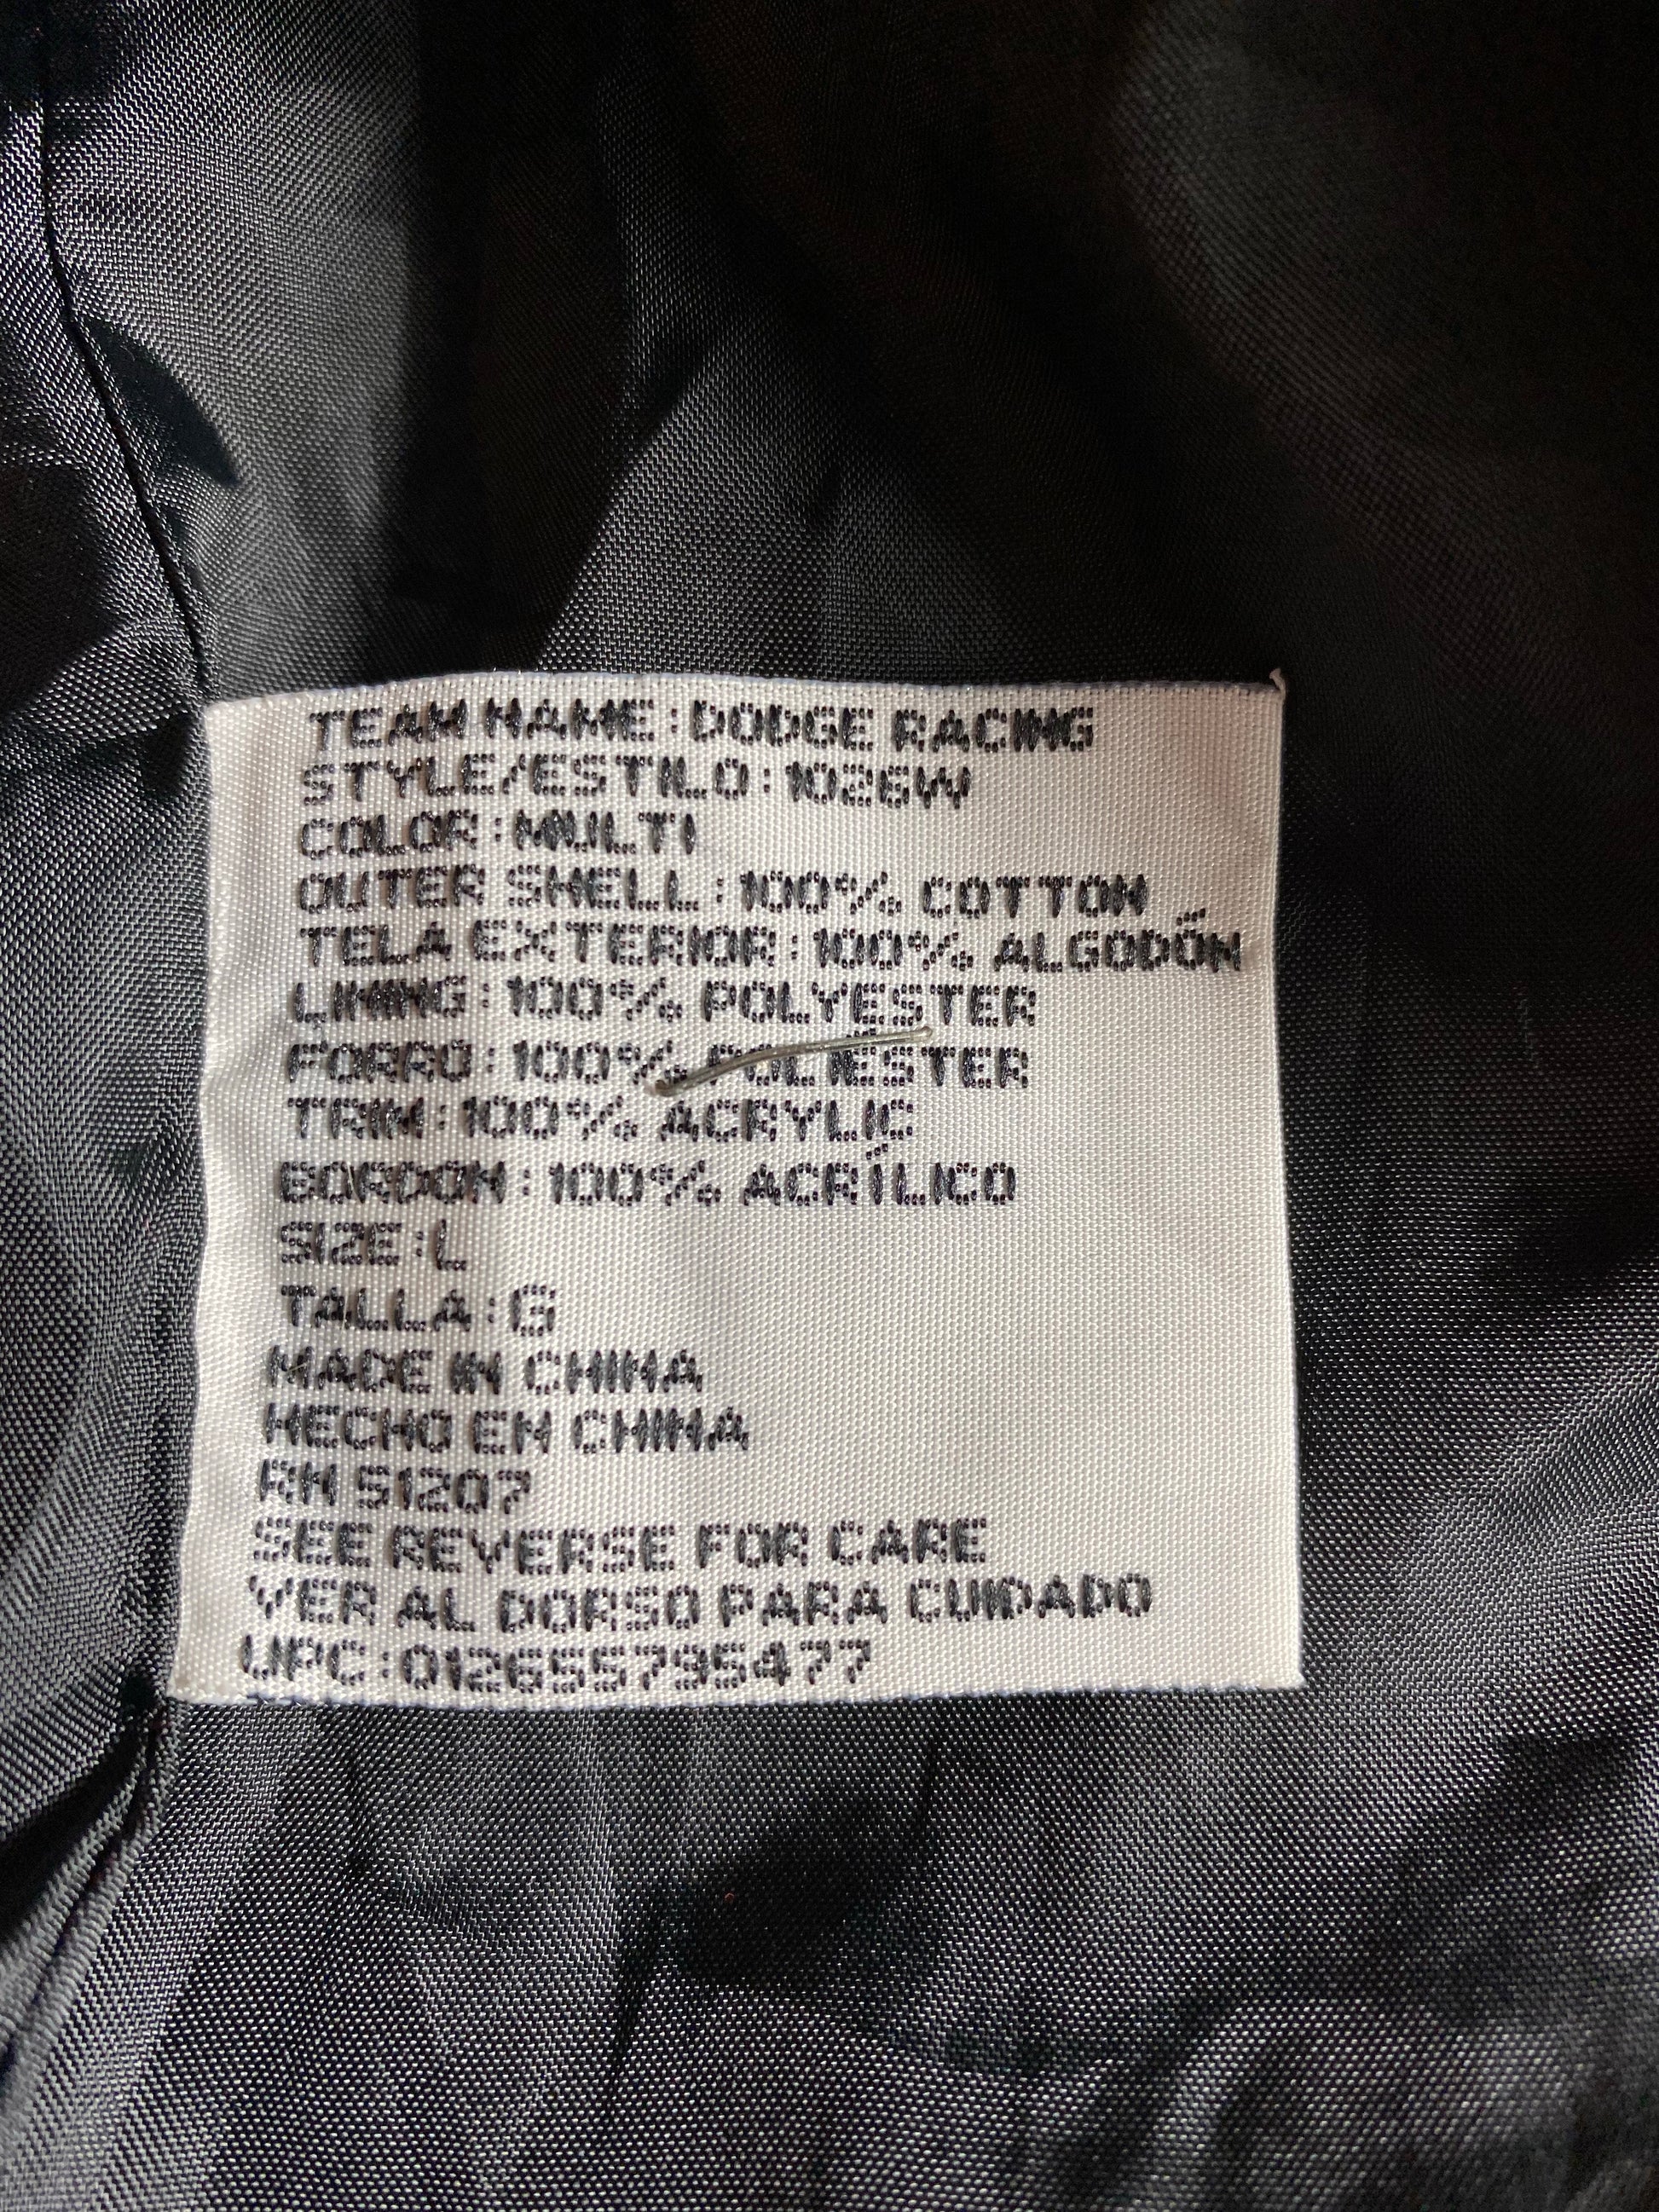 TEAM NAME:DODGE RACING
STYLE/ESTILO:1026W
COLOR:MULTI
OUTER SHELL:100% COTTON
TELA EXTERIOR:100% ALGODÓN
LINING:100% POLYESTER
FORRO:100% POLIÉSTER
TRIM:100% ACRYLIC
BORDON:100% ACRÍLICO
SIZE:L
TALLA:G
MADE IN CHINA
HECHO EN CHINA
RN 51207
SEE REVERSE FOR CARE
VER AL DORSO PARA CUIDADO
UPC:012655795477